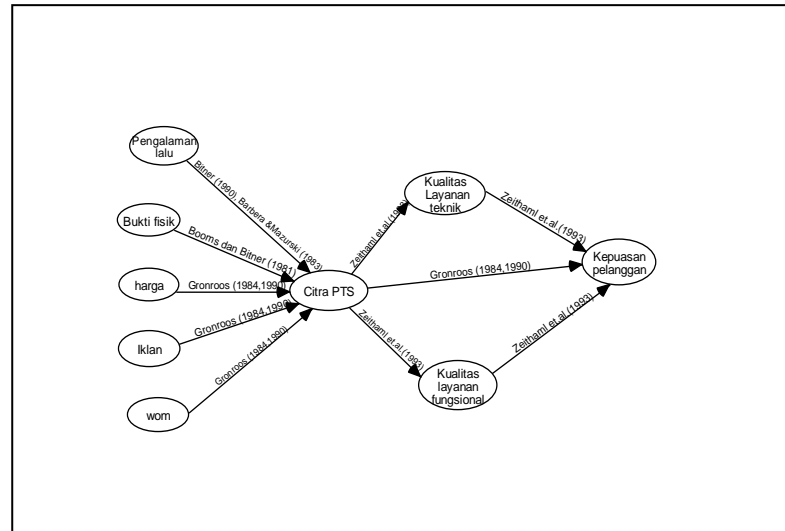 Pengalaman
lalu
Bitner (1990), Barbera &Mazurski (1983)
Bukti fisik
Booms dan Bitner (1981)
harga
Gronroos (1984,1990)
Iklan
Gronroos (1984,1990)
wom
Gronroos (1984,1990)
Citra PTS
Zeithaml et.al.(1993)
Kualitas
Layanan
teknik
Zeithaml et.al.(1993)
Gronroos (1984,1990)
Kepuasan
pelanggan
Zeithaml et.al.(1993)
Kualitas
layanan
fungsional
Zeithaml et.al.(1993)